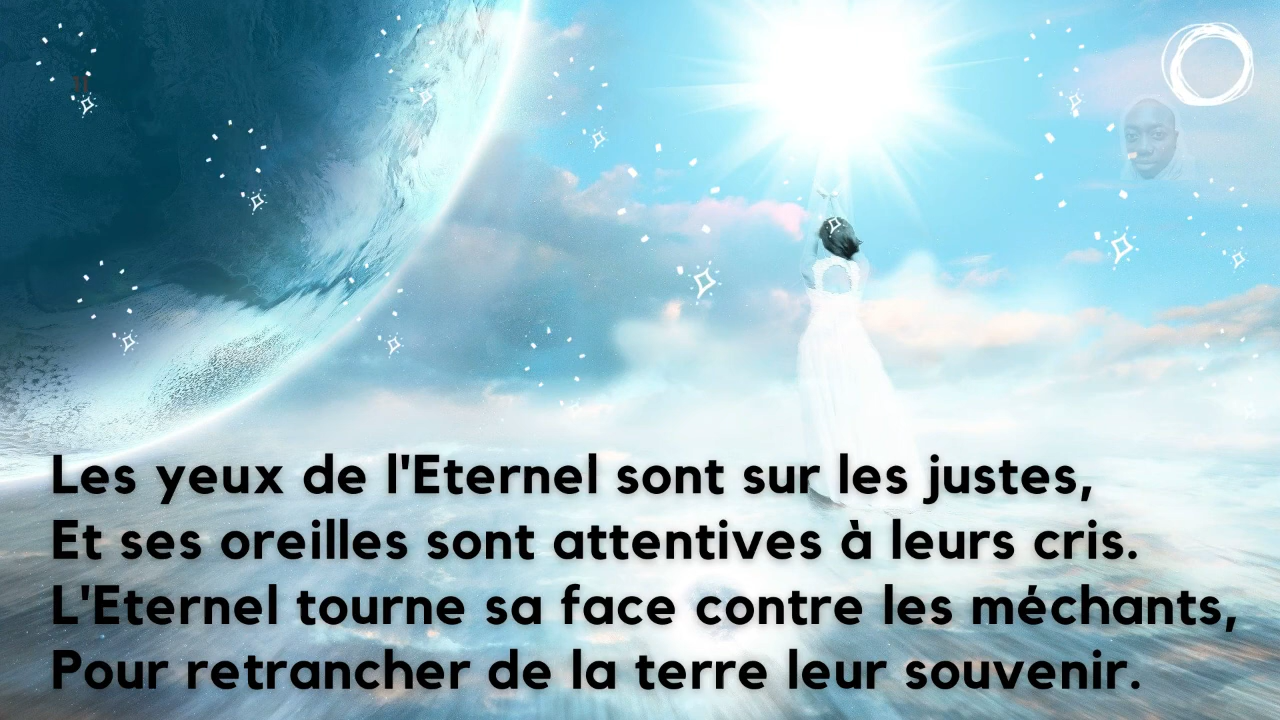 Les yeux de l'Eternel sont sur les justes,
Et ses oreilles sont attentives à leurs cris.
L'Eternel tourne sa face contre les méchants,
Pour retrancher de la terre leur souvenir.